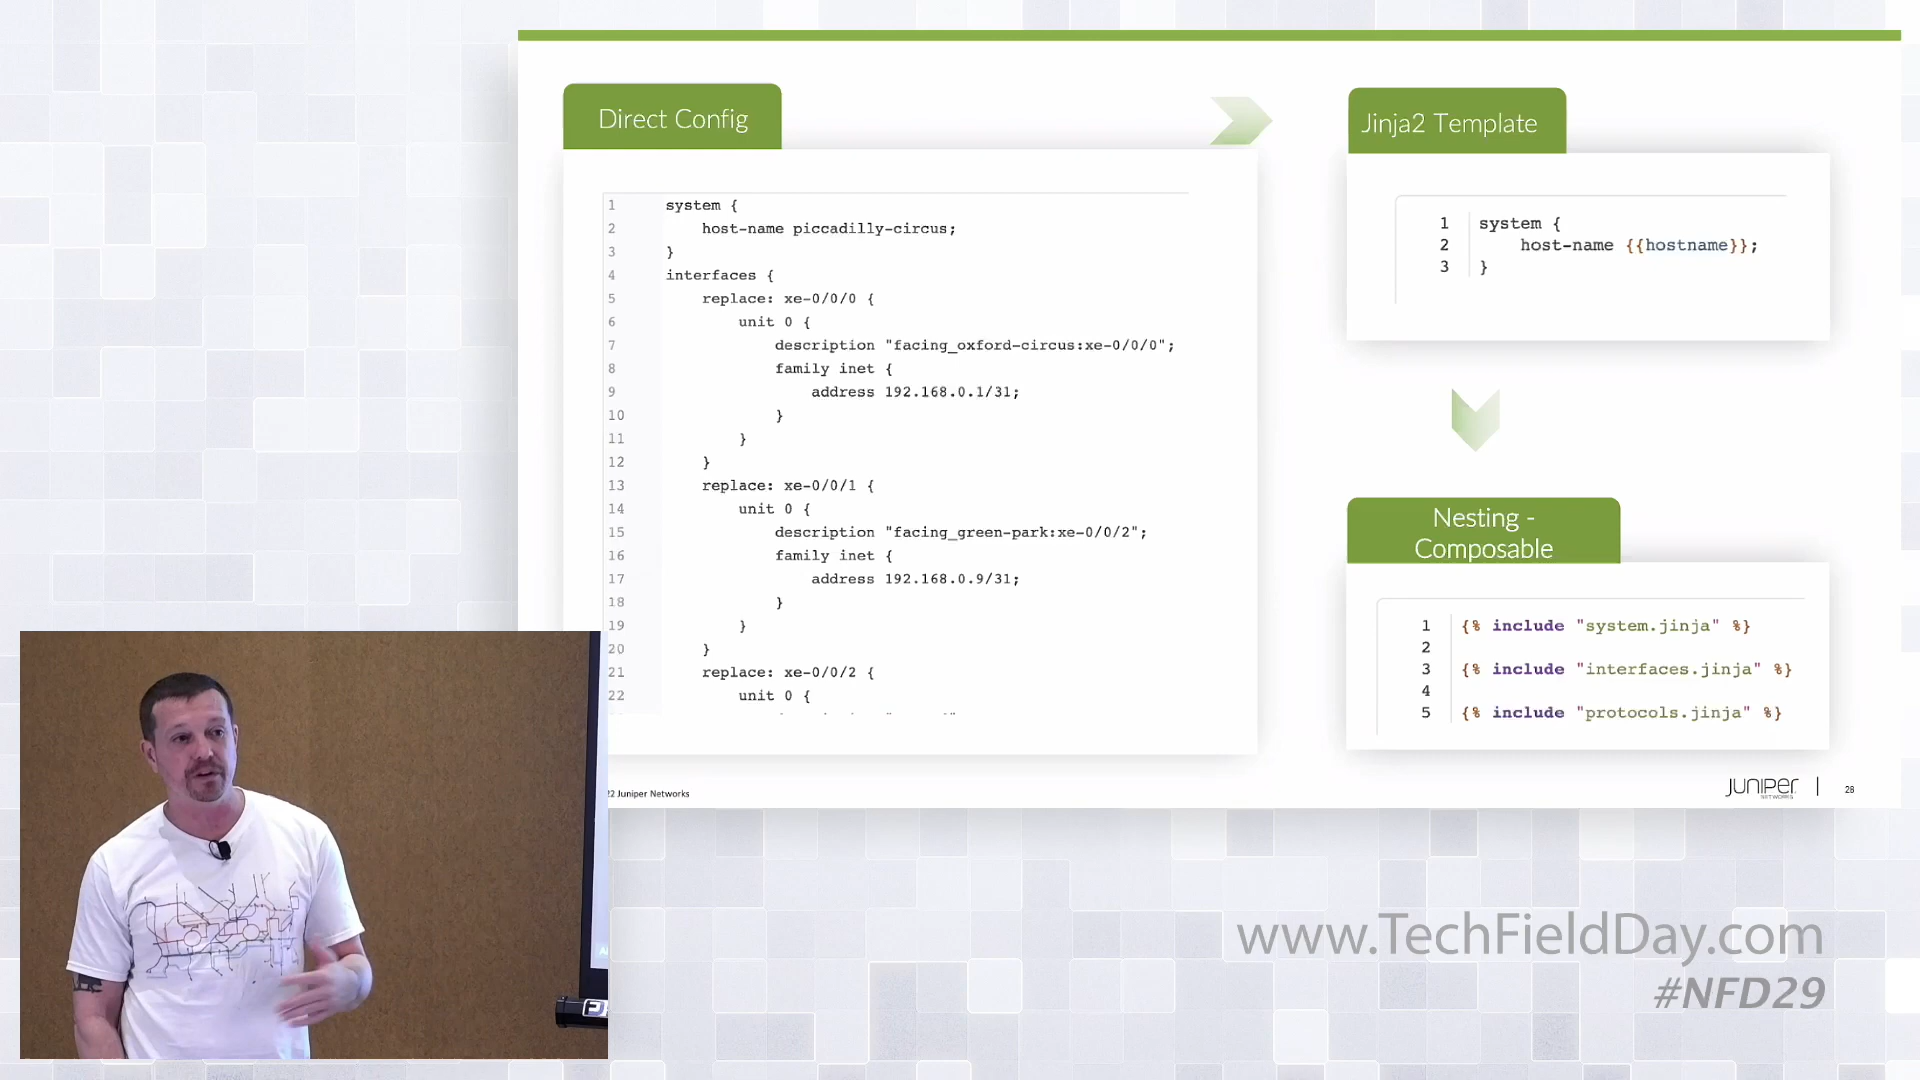 Direct Config
1 system {
2 host-name piccadilly-circus;
3 }
4 interfaces {
5 replace: xe-0/0/0 {
6 unit 0 {
7 description "facing_oxford-circus:xe-0/0/0";
8 family inet {
9 address 192.168.0.1/31;
10 }
11 }
12 }
13 replace: xe-0/0/1 {
14 unit 0 {
15 description "facing_green-park:xe-0/0/2";
16 family inet {
17 address 192.168.0.9/31;
18 }
19 }
20 }
21 replace: xe-0/0/2 {
22 unit 0 {
Jinja2 Template
1 system {
2 host-name {{hostname}};
3 }
Nesting -
Composable
1 {% include "system.jinja" %}
2
3 {% include "interfaces.jinja" %}
4
5 {% include "protocols.jinja" %}
22 Juniper Networks
JUNIPER
NETWORKS
28
www.TechFieldDay.com
#NFD29